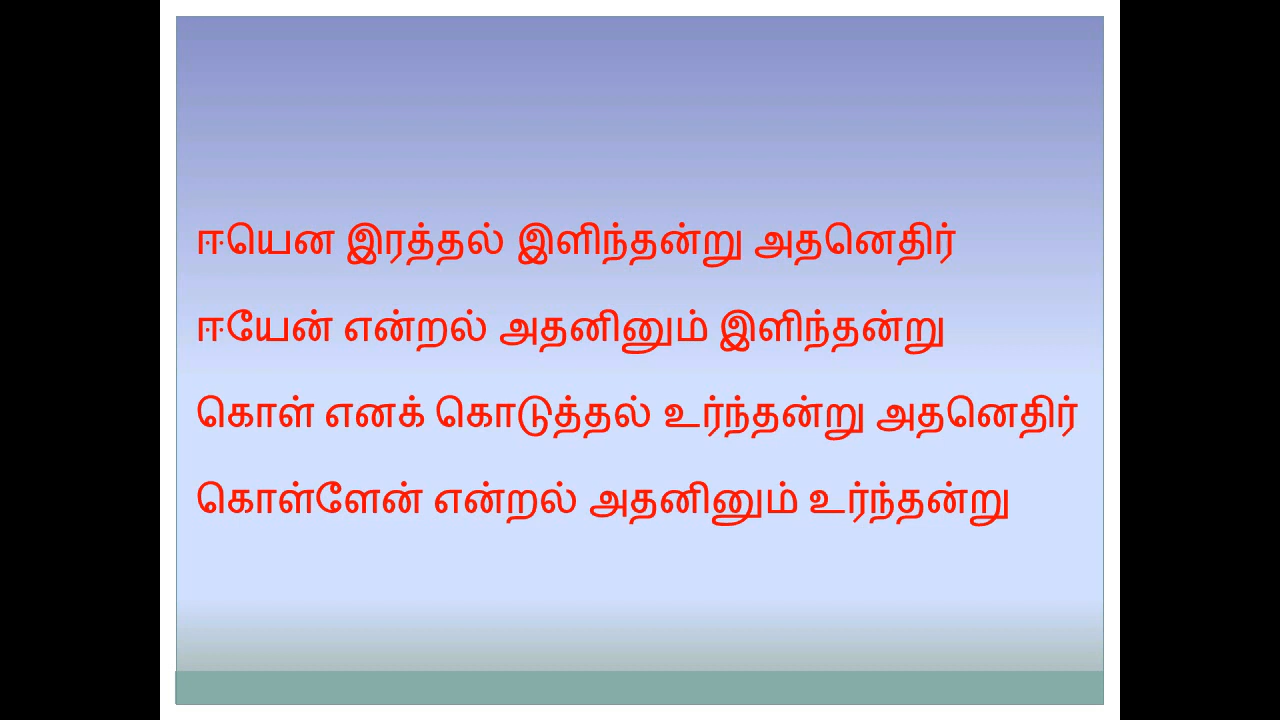 ஈயென இரத்தல் இளிந்தன்று அதனெதிர்
ஈயேன் என்றல் அதனினும் இளிந்தன்று
கொள் எனக் கொடுத்தல் உர்ந்தன்று அதனெதிர்
கொள்ளேன் என்றல் அதனினும் உர்ந்தன்று